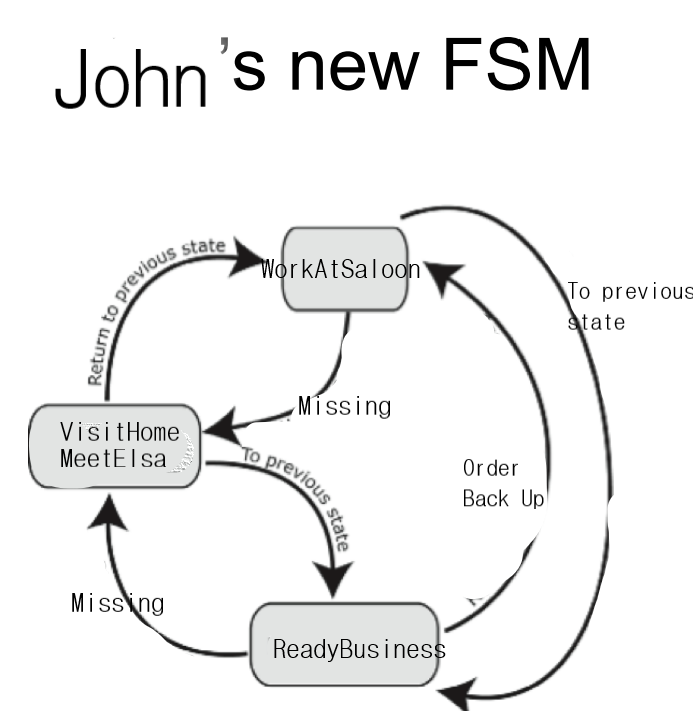 John's new FSM
Return to previous state
WorkAtSaloon
To previous
state
Missing
VisitHome
MeetElsa
To previous state
Order
Back Up
Missing
ReadyBusiness